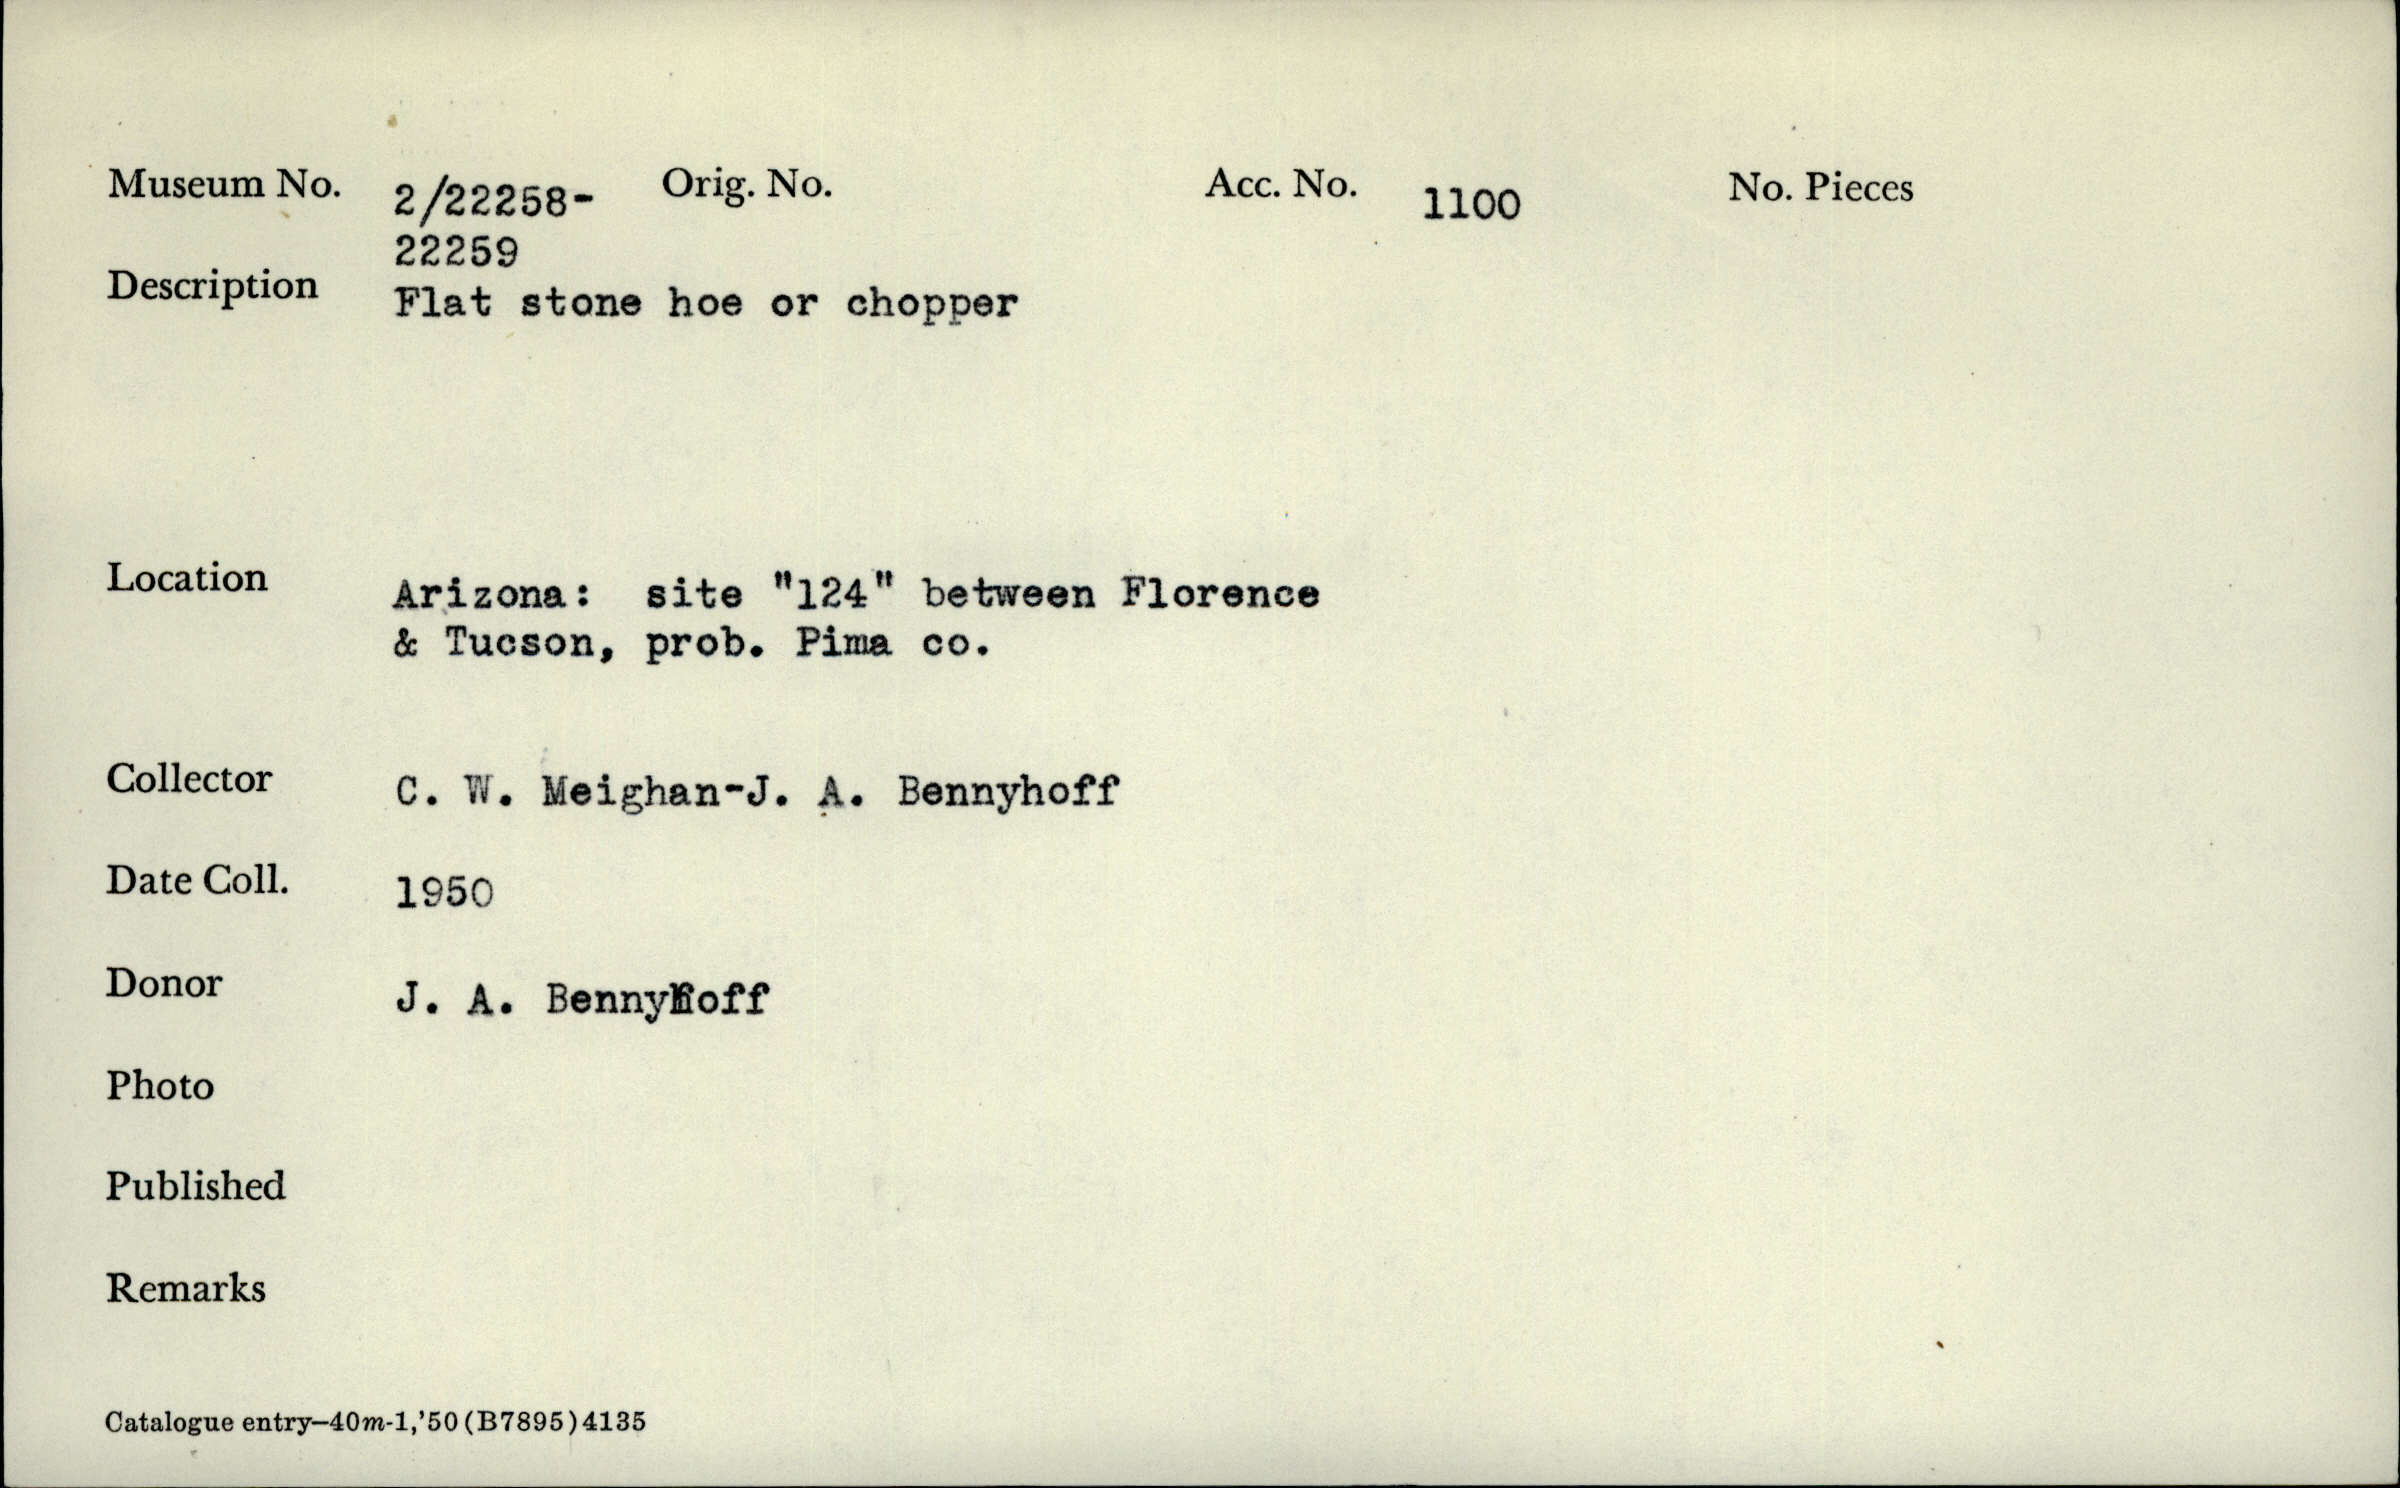 Museum No. 2/22258- Orig. No. Acc. No. 1100 No. Pieces
22259
Description Flat stone hoe or chopper
Location Arizona: site "124" between Florence
& Tucson, prob. Pima co.
Collector C. W. Meighan-J. A. Bennyhoff
Date Coll. 1950
Donor J. A. Bennyhoff
Photo
Published
Remarks
Catalogue entry—40m-1,'50(B7895)4135